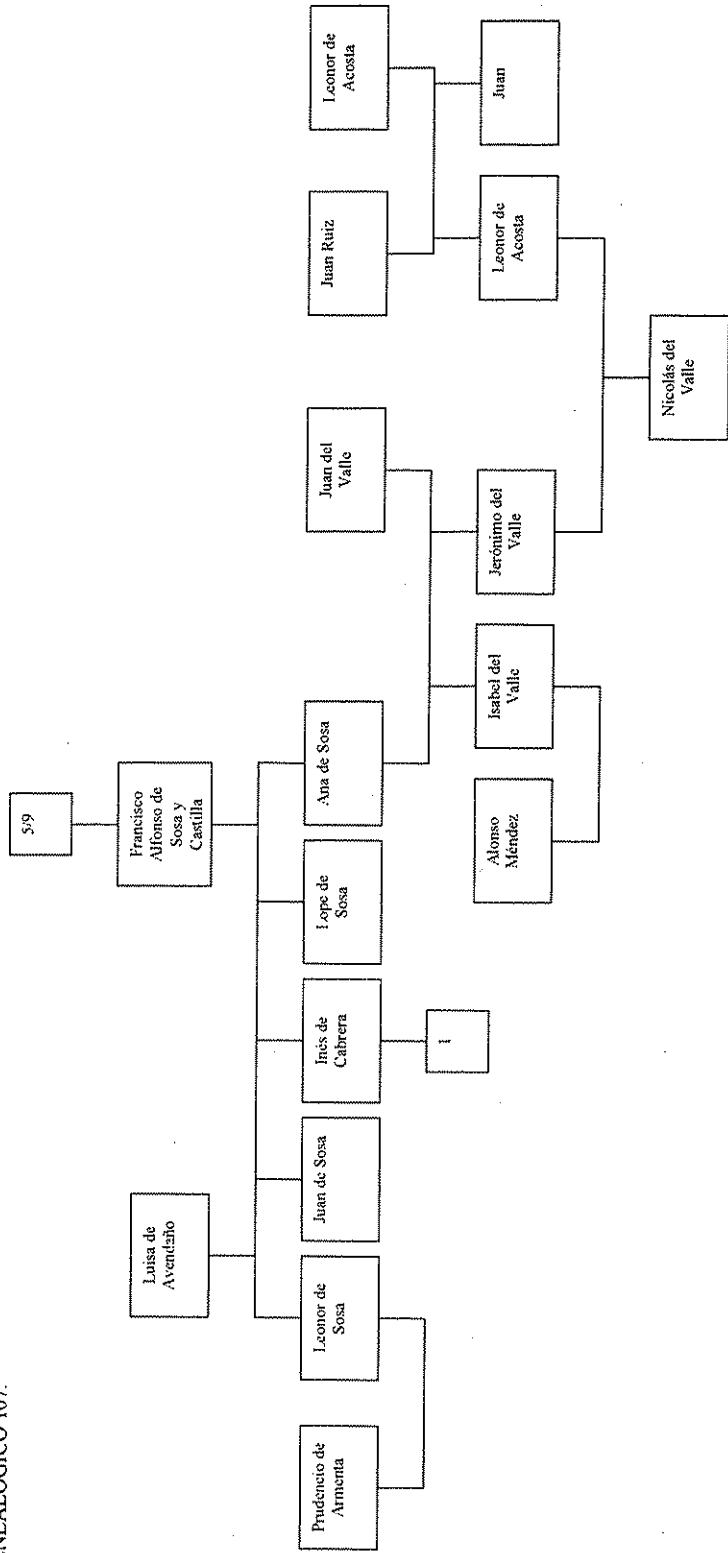 NEALÓGICO 107.
5/9
Luisa de
Avendaño
Francisco
Alfonso de
Sosa y
Castilla
Prudencio de
Armenta
Leonor de
Sosa
Juan de Sosa
Inés de
Cabrera
Lope de
Sosa
Ana de Sosa
Juan del
Valle
Juan Ruiz
Leonor de
Acosta
1
Alonso
Méndez
Isabel del
Valle
Jerónimo del
Valle
Leonor de
Acosta
Juan
Nicolás del
Valle